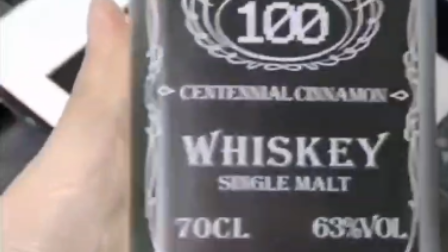 100
CENTENNIAL CINNAMON
WHISKEY
SINGLE MALT
70CL 63%VOL